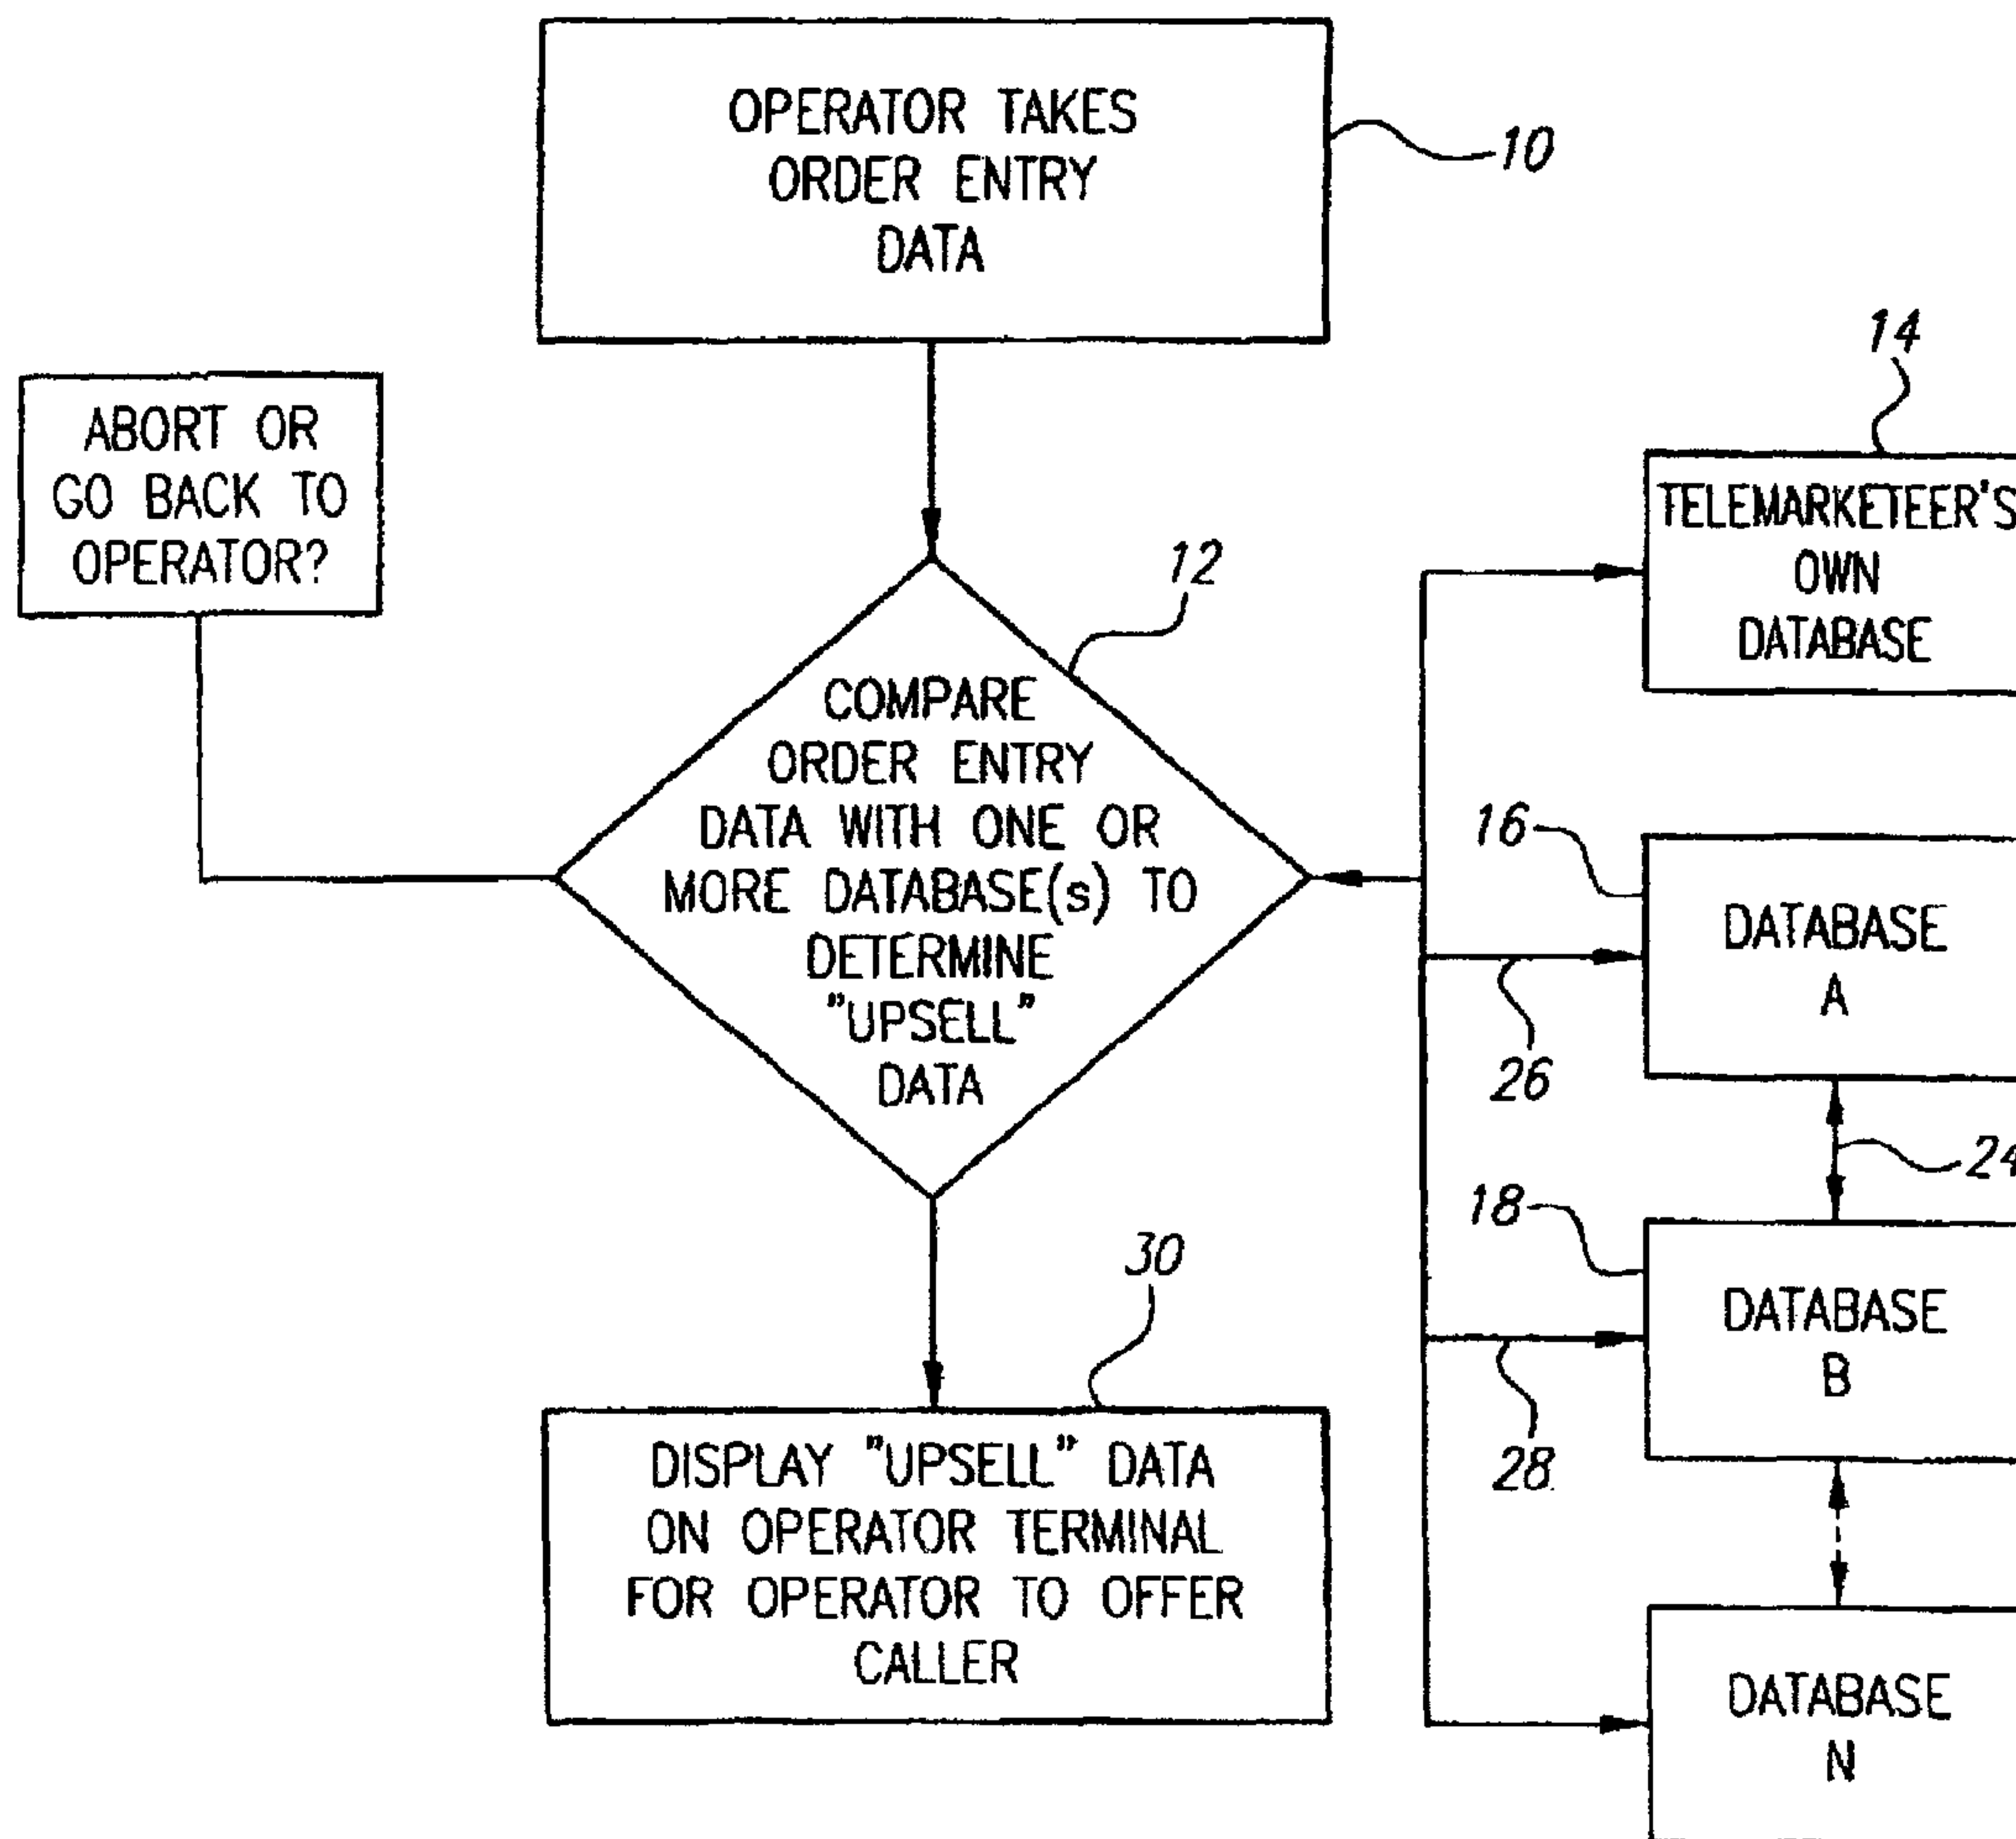 OPERATOR TAKES
ORDER ENTRY
DATA
10
ABORT OR
GO BACK TO
OPERATOR?
12
COMPARE
ORDER ENTRY
DATA WITH ONE OR
MORE DATABASE(s) TO
DETERMINE
"UPSELL"
DATA
14
TELEMARKETEER'S
OWN
DATABASE
16
DATABASE
A
26
24
18
DATABASE
B
28
30
DISPLAY "UPSELL" DATA
ON OPERATOR TERMINAL
FOR OPERATOR TO OFFER
CALLER
DATABASE
N